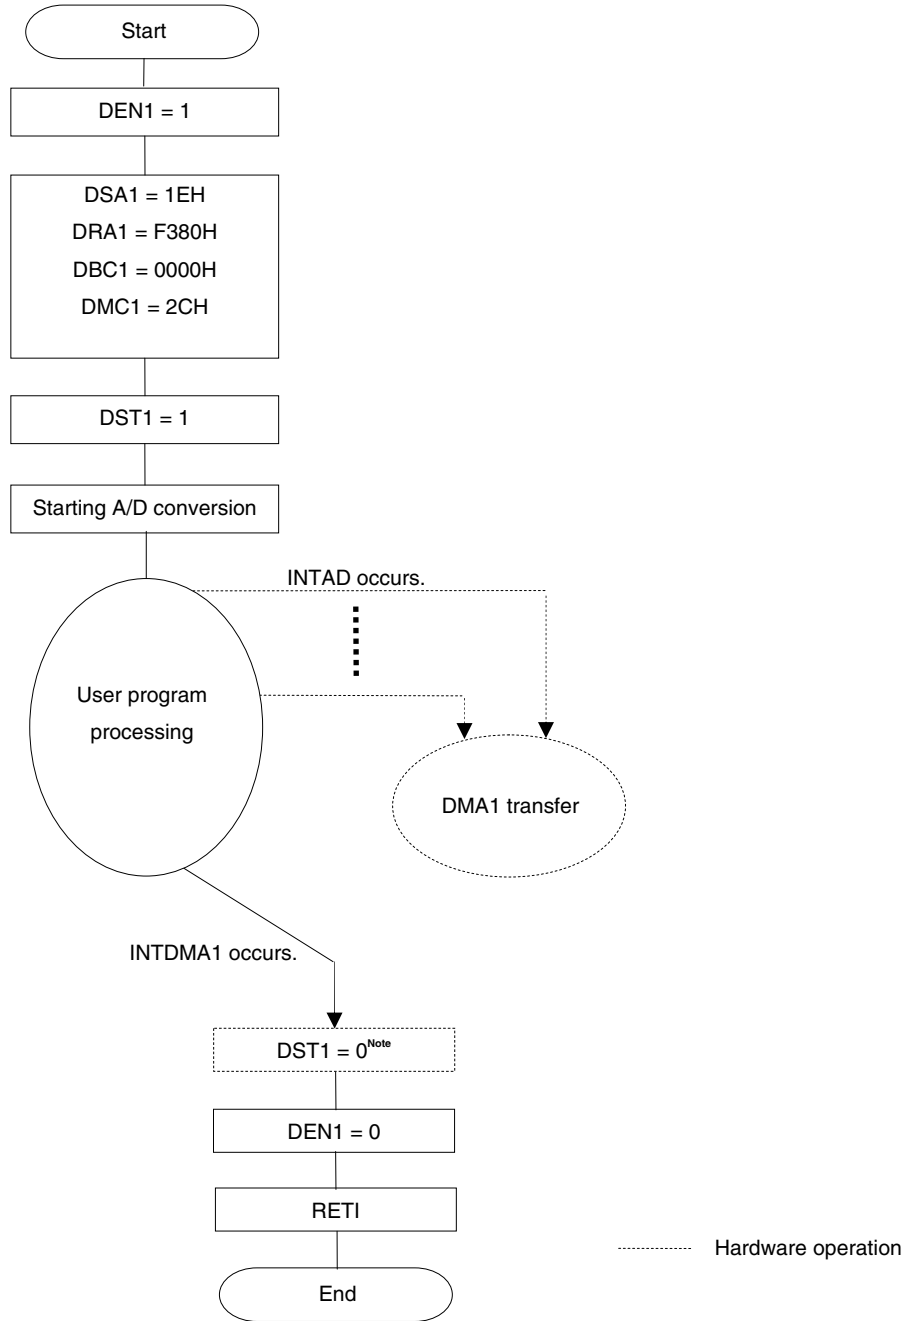 Start
DEN1 = 1
DSA1 = 1EH
DRA1 = F380H
DBC1 = 0000H
DMC1 = 2CH
DST1 = 1
Starting A/D conversion
INTAD occurs.
User program
processing
DMA1 transfer
INTDMA1 occurs.
DST1 = 0Note
DEN1 = 0
RETI
Hardware operation
End